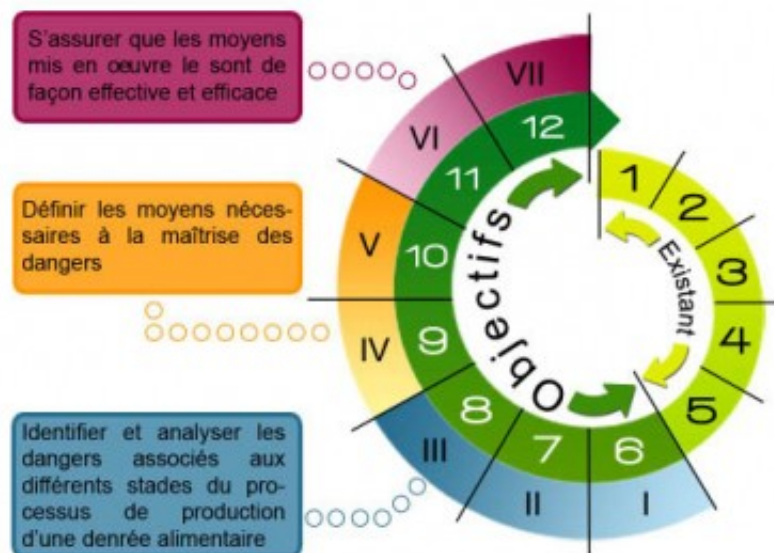 S'assurer que les moyens
mis en oeuvre le sont de
façon effective et efficace
Définir les moyens néces-
saires à la maîtrise des
dangers
Identifier et analyser les
dangers associés aux
différents stades du pro-
cessus de production
d'une denrée alimentaire
VII
VI
V
IV
III
II
I
12
11
10
9
8
7
6
1
2
3
4
5
Objectifs
Existant